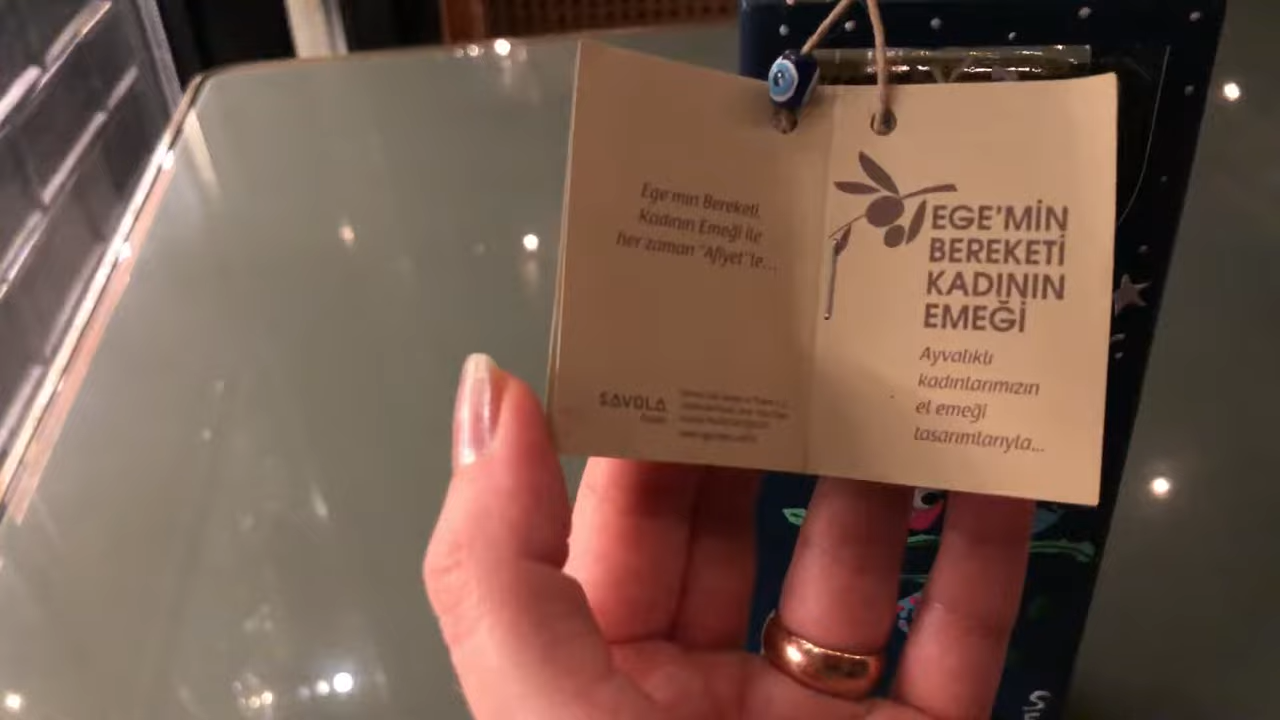 Ege'min Bereketi,
Kadının Emeği ile
her zaman "Afiyet"le...
SAVOLA
EGE'MİN
BEREKETİ
KADININ
EMEĞİ
Ayvalıklı
kadınlarımızın
el emeği
tasarımlarıyla...